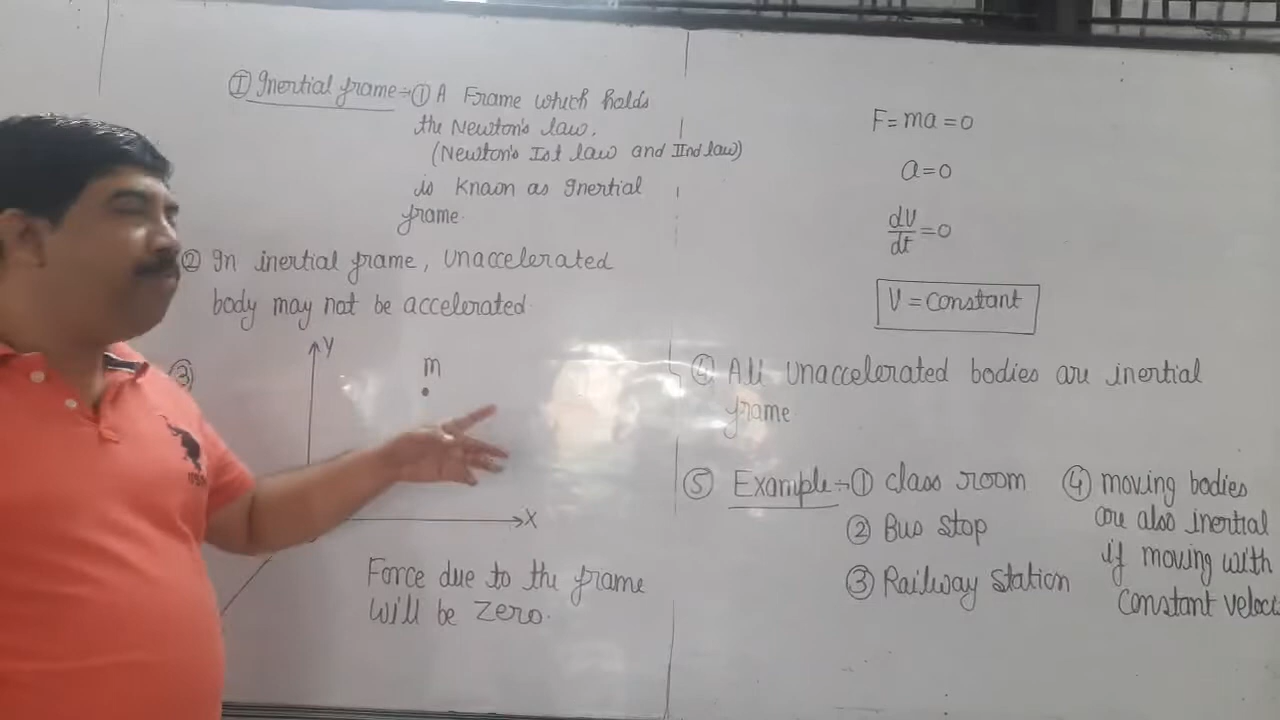 ① Inertial frame ÷ ① A Frame which holds
the Newton's law.
(Newton's Ist law and IInd law)
is Knaon as Inertial
frame.
② In inertial frame, Unaccelerated
body may not be accelerated.
③
Y
m
X
Force due to the frame
will be zero.
F = ma = 0
a = 0
dV/dt = 0
V = constant
④ All unaccelerated bodies are inertial
frame
⑤ Example ÷ ① class room
② Bus stop
③ Railway station
④ moving bodies
are also inertial
if moving with
constant veloc